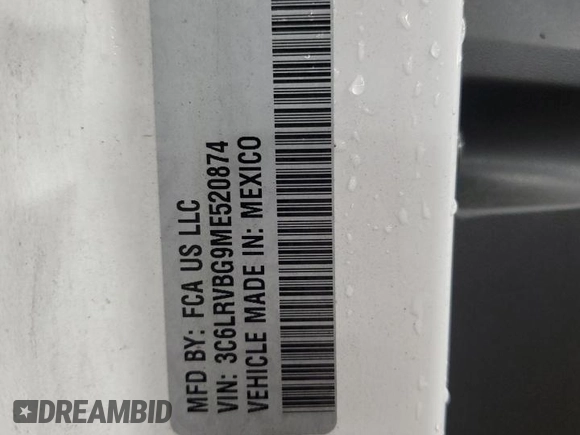 MFD BY: FCA US LLC
VIN: 3C6LRVBG9ME520874
VEHICLE MADE IN: MEXICO
DREAMBID